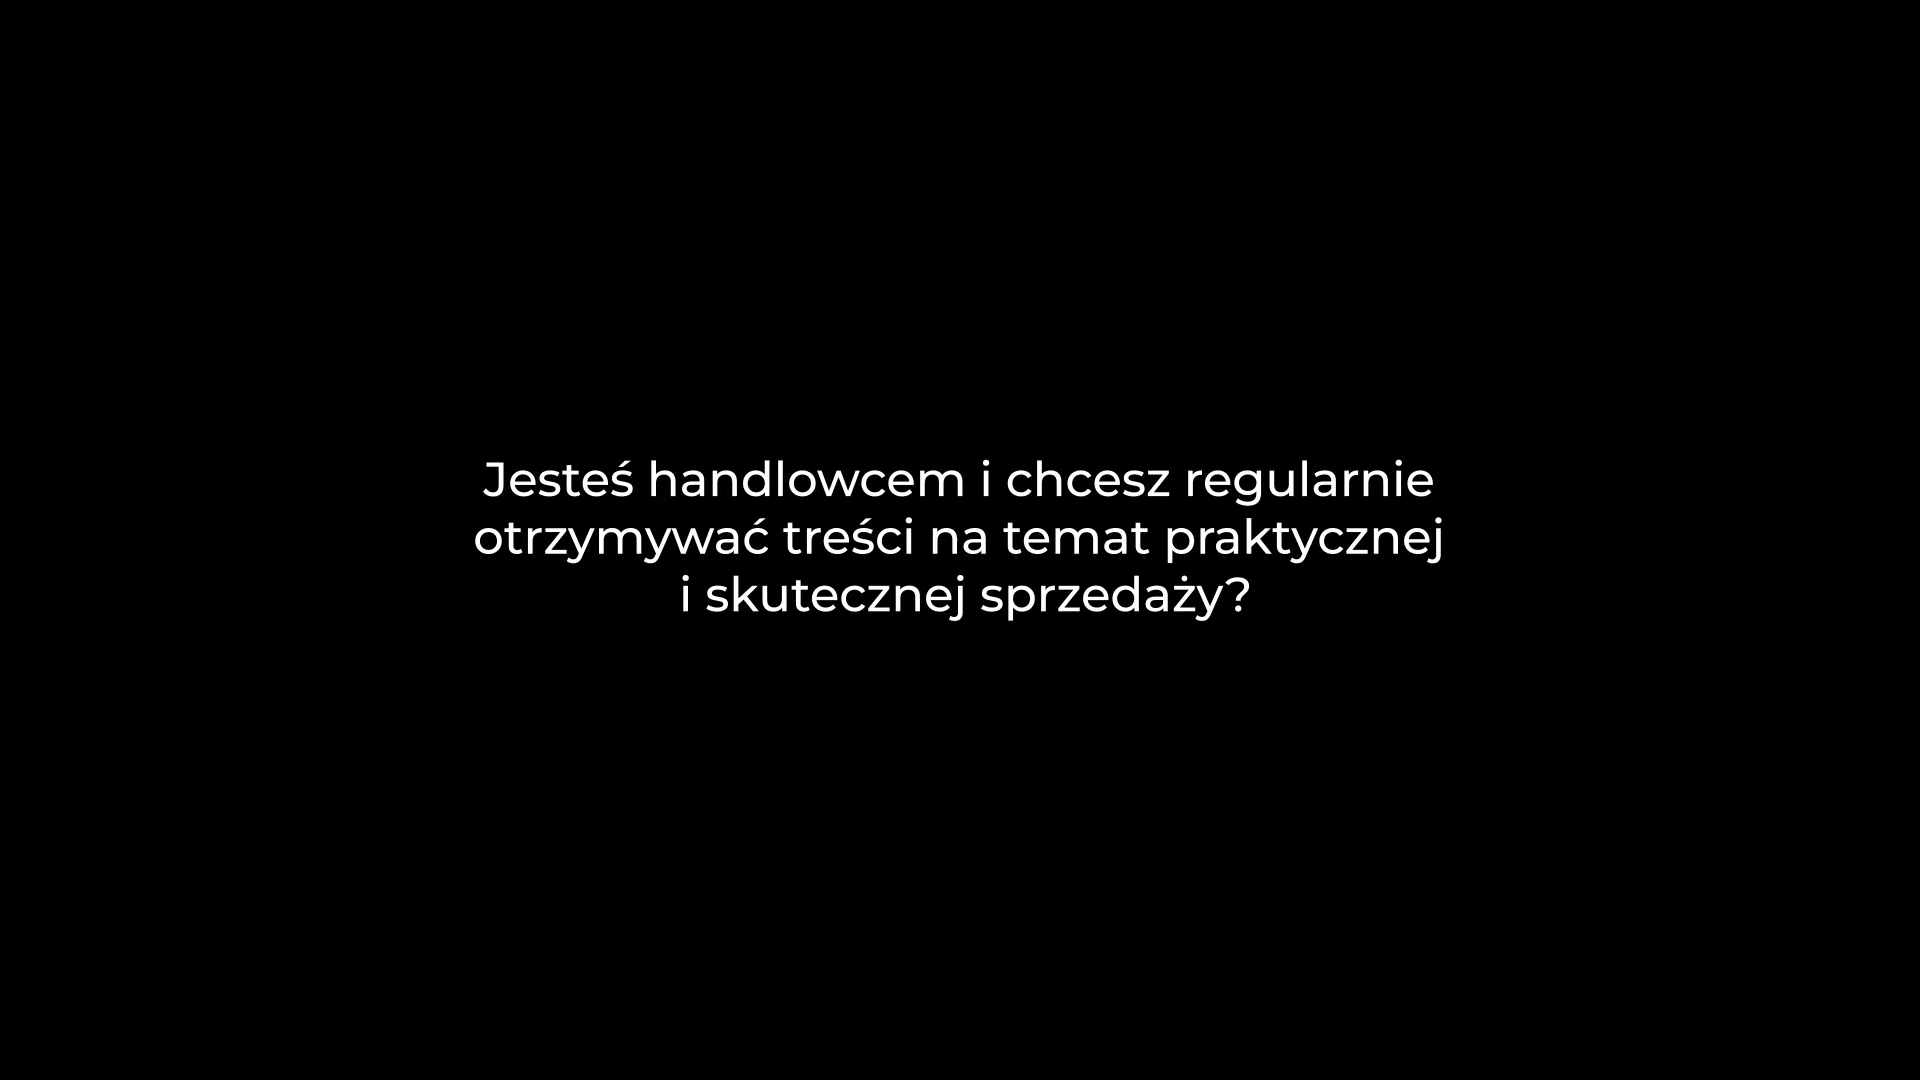 Jesteś handlowcem i chcesz regularnie
otrzymywać treści na temat praktycznej
i skutecznej sprzedaży?